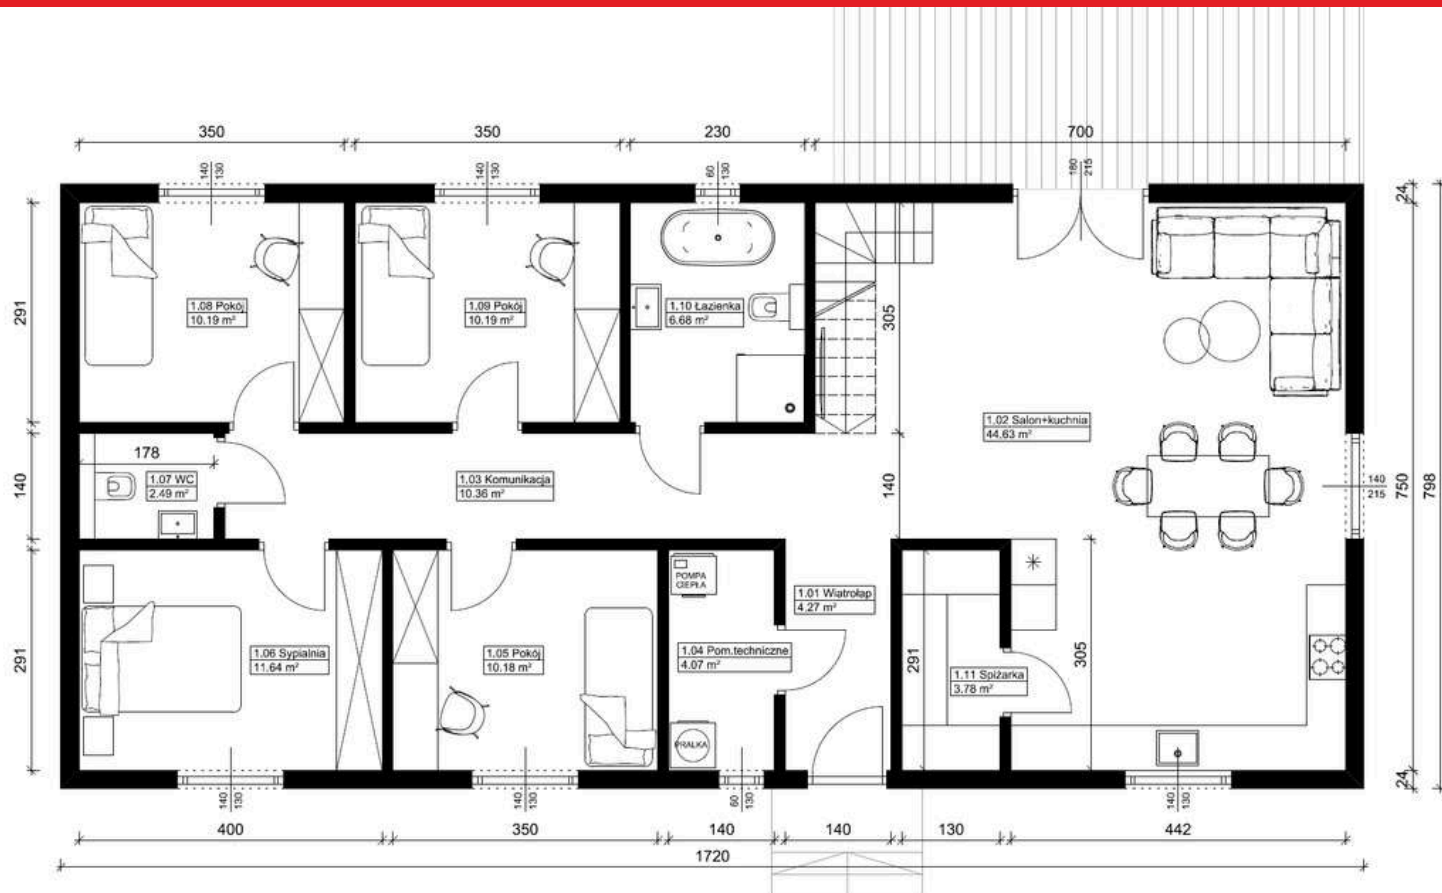 350
350
230
700
140
130
140
130
60
130
180
215
24
291
1.08 Pokój
10.19 m²
1.09 Pokój
10.19 m²
1.10 Łazienka
6.68 m²
305
1.02 Salon+kuchnia
44.63 m²
178
140
1.07 WC
2.49 m²
1.03 Komunikacja
10.36 m²
140
140
215
750
798
POMPA
CIEPŁA
1.01 Wiatrołap
4.27 m²
291
1.06 Sypialnia
11.64 m²
1.05 Pokój
10.18 m²
1.04 Pom.techniczne
4.07 m²
291
1.11 Spiżarka
3.78 m²
305
PRALKA
24
140
130
140
130
60
130
140
130
400
350
140
140
130
442
1720